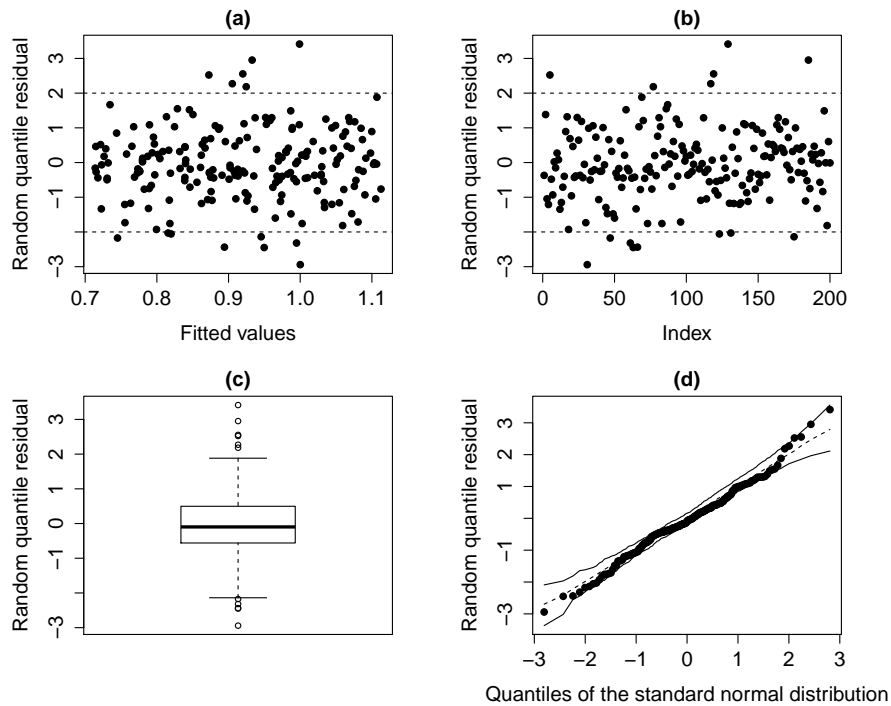 (a)
Random quantile residual
3
2
1
0
−1
−3
0.7 0.8 0.9 1.0 1.1
Fitted values
(b)
Random quantile residual
3
2
1
0
−1
−3
0 50 100 150 200
Index
(c)
Random quantile residual
3
2
1
0
−1
−3
(d)
Random quantile residual
3
2
1
0
−1
−3
−3 −2 −1 0 1 2 3
Quantiles of the standard normal distribution